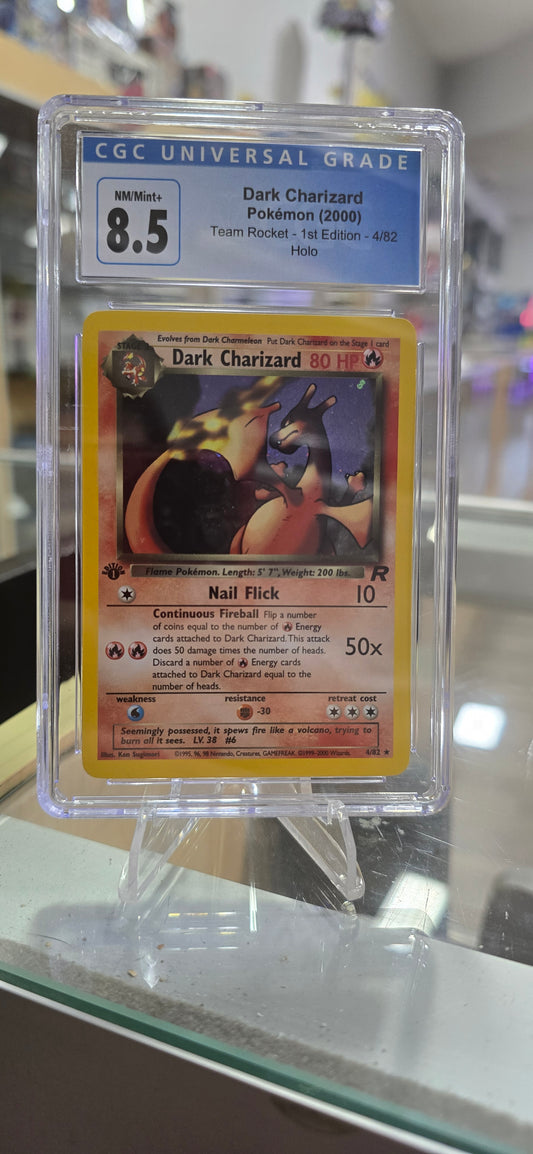 CGC UNIVERSAL GRADE
NM/Mint+
8.5
Dark Charizard
Pokémon (2000)
Team Rocket - 1st Edition - 4/82
Holo
Evolves from Dark Charmeleon Put Dark Charizard on the Stage 1 card
STAGE 2
Dark Charizard 80 HP
EDITION
1
Flame Pokémon. Length: 5' 7", Weight: 200 lbs.
R
Nail Flick 10
Continuous Fireball Flip a number
of coins equal to the number of Energy
cards attached to Dark Charizard. This attack
does 50 damage times the number of heads.
Discard a number of Energy cards
attached to Dark Charizard equal to the
number of heads.
50x
weakness resistance retreat cost
-30
Seemingly possessed, it spews fire like a volcano, trying to
burn all it sees. LV. 38 #6
Illus. Ken Sugimori ©1995, 96, 98 Nintendo, Creatures, GAMEFREAK. ©1999-2000 Wizards. 4/82 ★